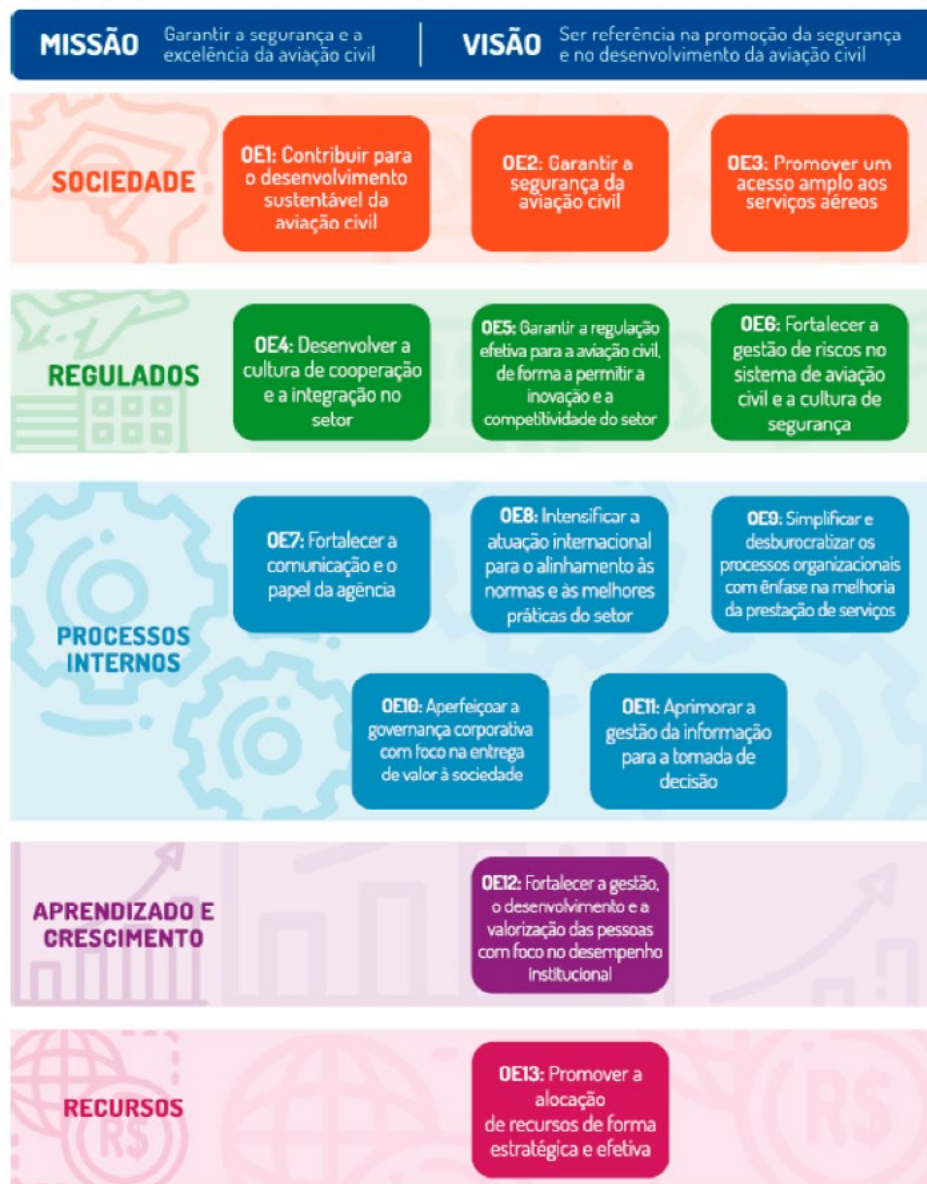 MISSÃO
Garantir a segurança e a
excelência da aviação civil
VISÃO
Ser referência na promoção da segurança
e no desenvolvimento da aviação civil
SOCIEDADE
OE1: Contribuir para
o desenvolvimento
sustentável da
aviação civil
OE2: Garantir a
segurança da
aviação civil
OE3: Promover um
acesso amplo aos
serviços aéreos
REGULADOS
OE4: Desenvolver a
cultura de cooperação
e a integração no
setor
OE5: Garantir a regulação
efetiva para a aviação civil,
de forma a permitir a
inovação e a
competitividade do setor
OE6: Fortalecer a
gestão de riscos no
sistema de aviação
civil e a cultura de
segurança
PROCESSOS
INTERNOS
OE7: Fortalecer a
comunicação e o
papel da agência
OE8: Intensificar a
atuação internacional
para o alinhamento às
normas e às melhores
práticas do setor
OE9: Simplificar e
desburocratizar os
processos organizacionais
com ênfase na melhoria
da prestação de serviços
OE10: Aperfeiçoar a
governança corporativa
com foco na entrega
de valor à sociedade
OE11: Aprimorar a
gestão da informação
para a tomada de
decisão
APRENDIZADO E
CRESCIMENTO
OE12: Fortalecer a gestão,
o desenvolvimento e a
valorização das pessoas
com foco no desempenho
institucional
RECURSOS
R$
OE13: Promover a
alocação
de recursos de forma
estratégica e efetiva
R$